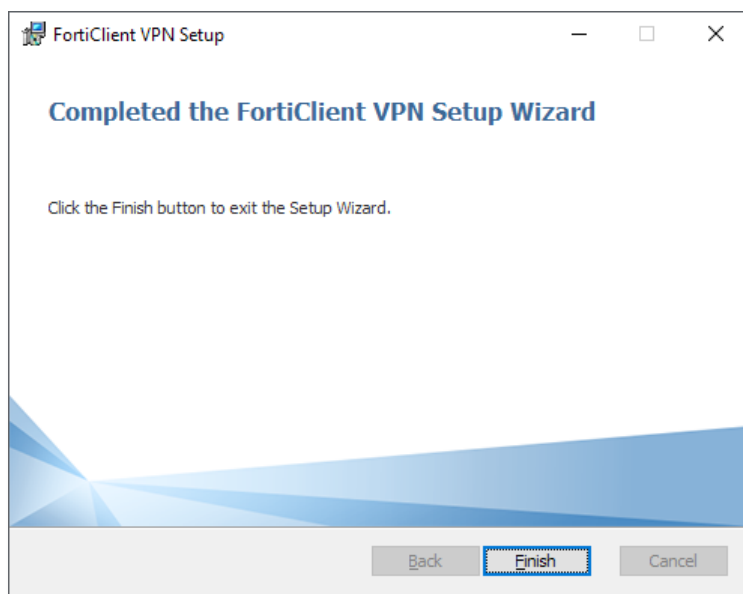 FortiClient VPN Setup
Completed the FortiClient VPN Setup Wizard
Click the Finish button to exit the Setup Wizard.
Back Finish Cancel